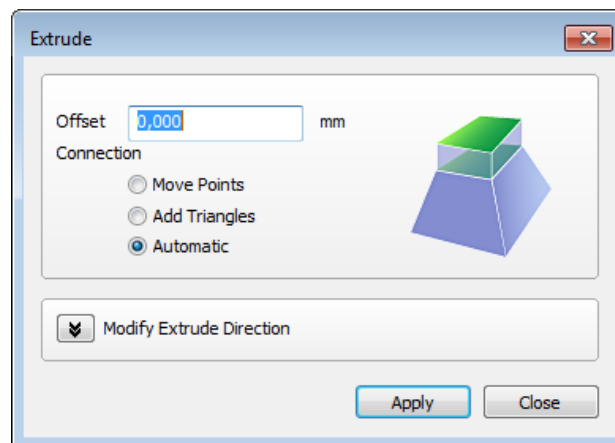 Extrude
Offset 0,000 mm
Connection
Move Points
Add Triangles
Automatic
Modify Extrude Direction
Apply Close